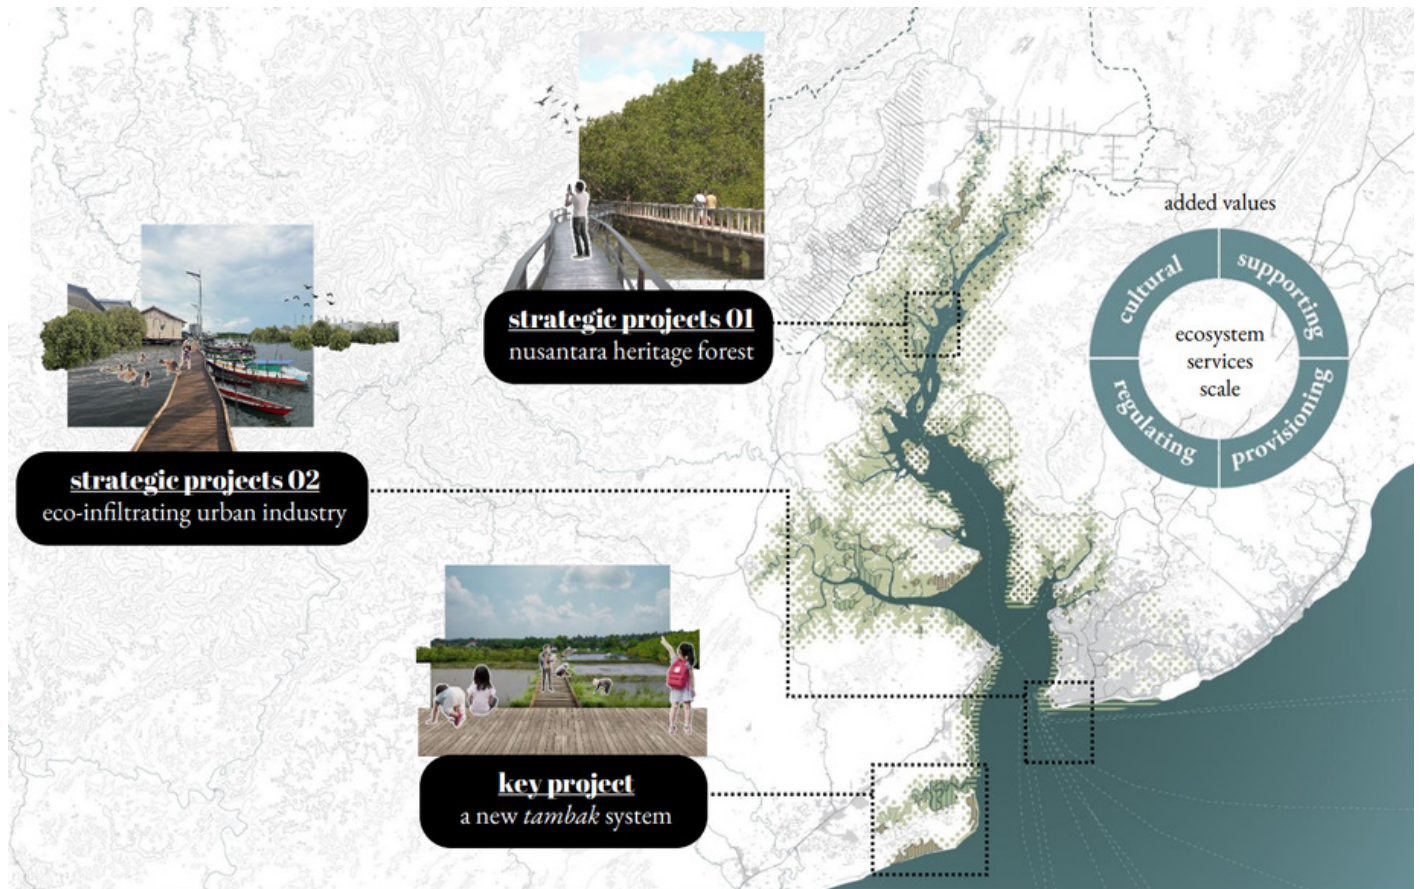 strategic projects 01
nusantara heritage forest
added values
cultural
supporting
ecosystem
services
scale
regulating
provisioning
strategic projects 02
eco-infiltrating urban industry
key project
a new tambak system